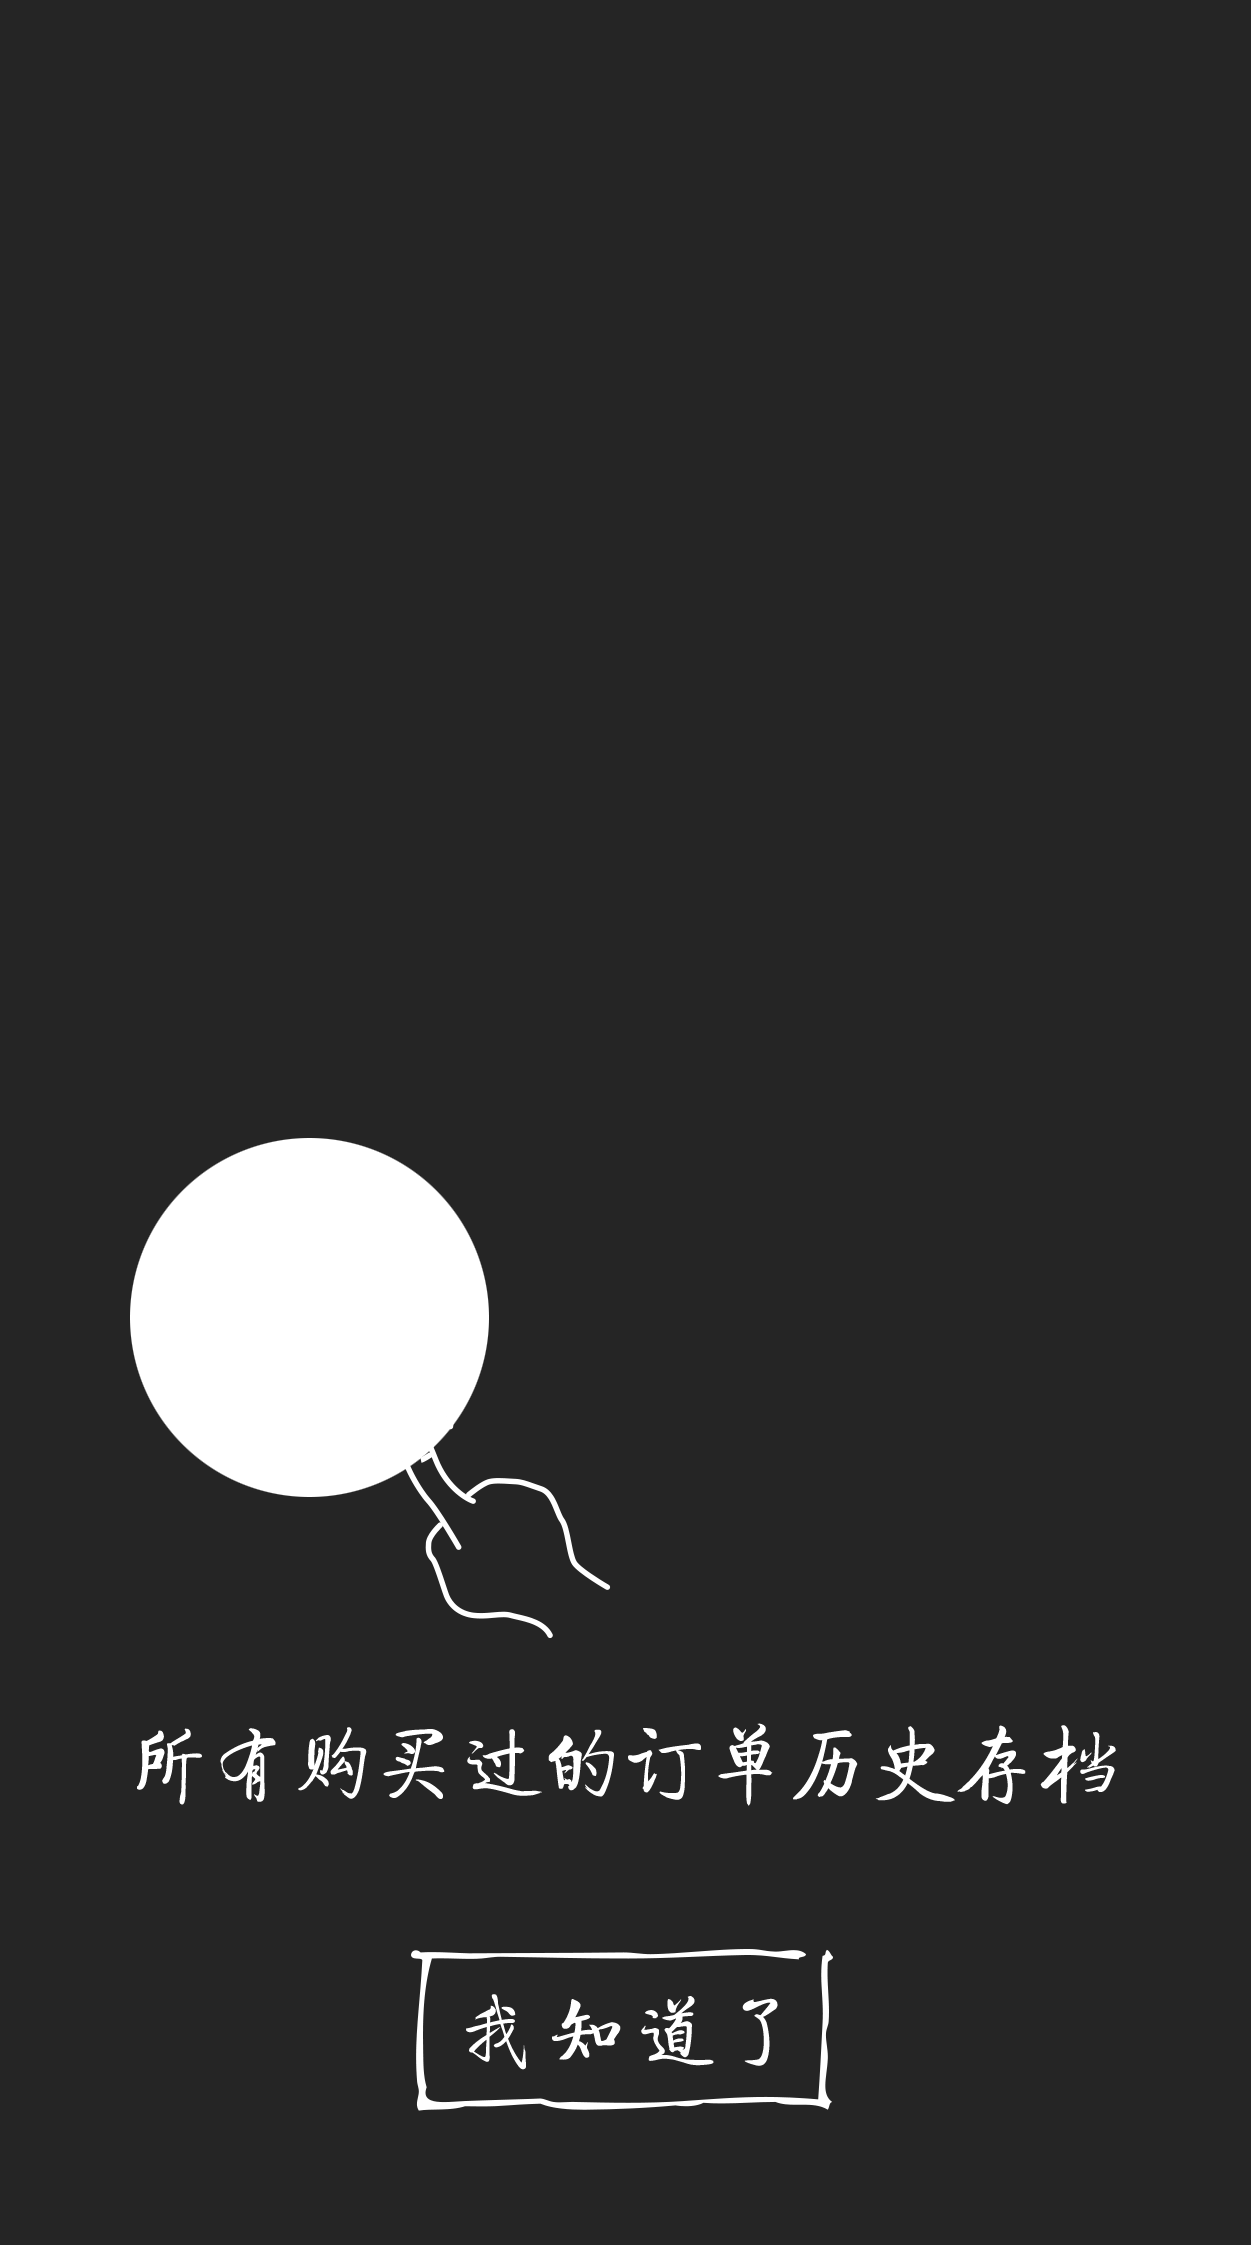 所有购买过的订单历史存档
我知道了